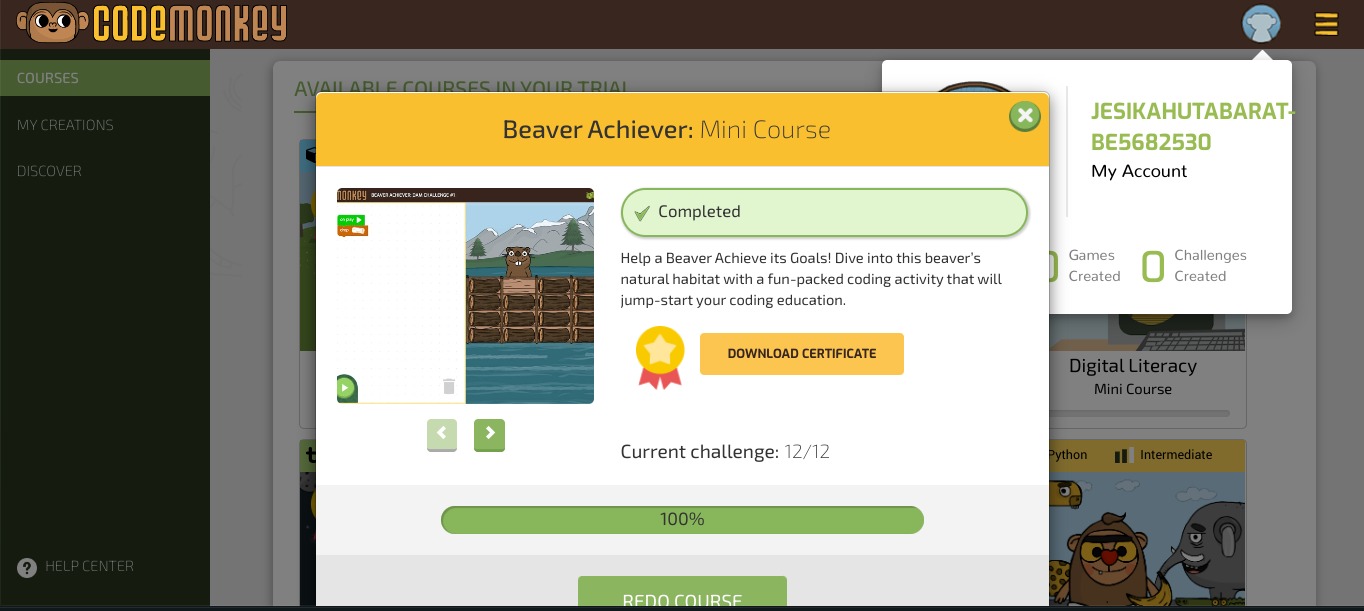 CODEMONKEY
COURSES
MY CREATIONS
DISCOVER
HELP CENTER
AVAILABLE COURSES IN YOUR TRIAL
Beaver Achiever: Mini Course
MONKEY BEAVER ACHIEVER: DAM CHALLENGE #1
on play
chop
Completed
Help a Beaver Achieve its Goals! Dive into this beaver's
natural habitat with a fun-packed coding activity that will
jump-start your coding education.
DOWNLOAD CERTIFICATE
Current challenge: 12/12
100%
REDO COURSE
JESIKAHUTABARAT-
BE5682530
My Account
Games
Created
0 Challenges
Created
Digital Literacy
Mini Course
Python Intermediate